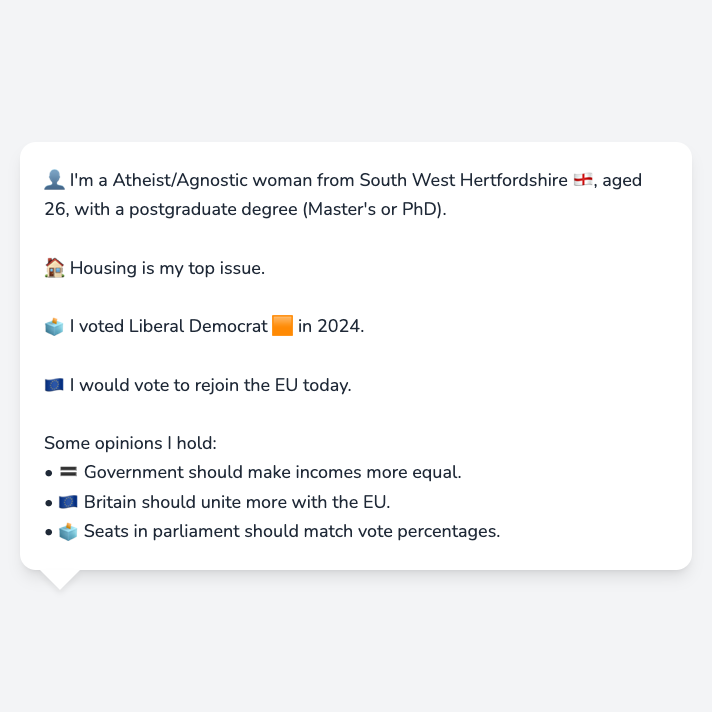 👤 I'm a Atheist/Agnostic woman from South West Hertfordshire 🏴󠁧󠁢󠁥󠁮󠁧󠁿, aged
26, with a postgraduate degree (Master's or PhD).
🏠 Housing is my top issue.
🗳️ I voted Liberal Democrat 🟧 in 2024.
🇪🇺 I would vote to rejoin the EU today.
Some opinions I hold:
• 🟰 Government should make incomes more equal.
• 🇪🇺 Britain should unite more with the EU.
• 🗳️ Seats in parliament should match vote percentages.